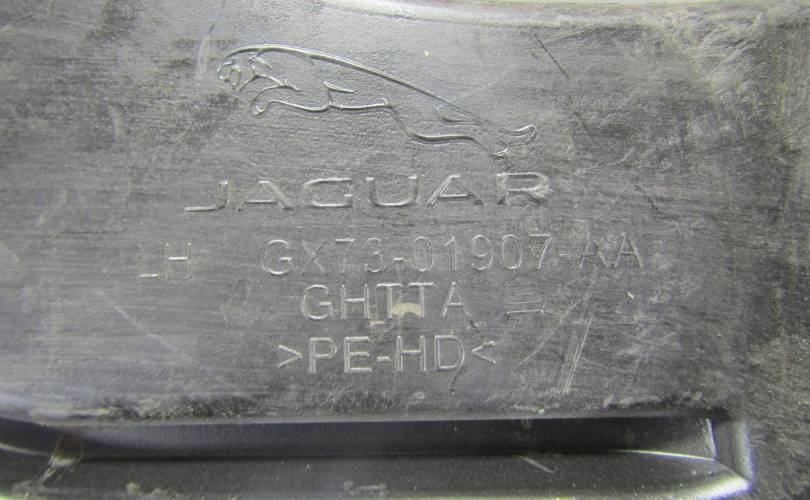 JAGUAR
LH GX73-01907-AA
GHTTA
>PE-HD<